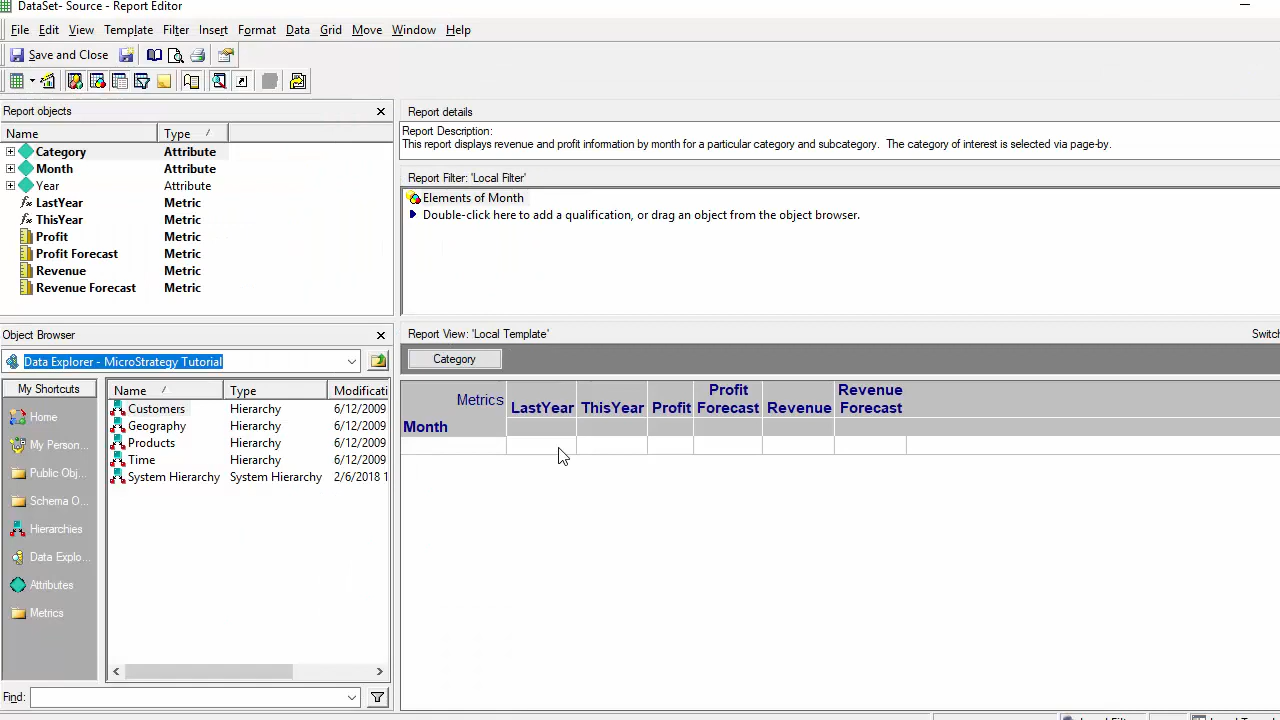 DataSet- Source - Report Editor
File Edit View Template Filter Insert Format Data Grid Move Window Help
Save and Close
Report objects
Name Type
Category Attribute
Month Attribute
Year Attribute
LastYear Metric
ThisYear Metric
Profit Metric
Profit Forecast Metric
Revenue Metric
Revenue Forecast Metric
Object Browser
Data Explorer - MicroStrategy Tutorial
My Shortcuts
Home
My Person...
Public Obj...
Schema O...
Hierarchies
Data Explo...
Attributes
Metrics
Name Type Modificati
Customers Hierarchy 6/12/2009
Geography Hierarchy 6/12/2009
Products Hierarchy 6/12/2009
Time Hierarchy 6/12/2009
System Hierarchy System Hierarchy 2/6/2018 1
Find:
Report details
Report Description:
This report displays revenue and profit information by month for a particular category and subcategory. The category of interest is selected via page-by.
Report Filter: 'Local Filter'
Elements of Month
Double-click here to add a qualification, or drag an object from the object browser.
Report View: 'Local Template'
Switch
Category
Metrics LastYear ThisYear Profit Profit Forecast Revenue Revenue Forecast
Month